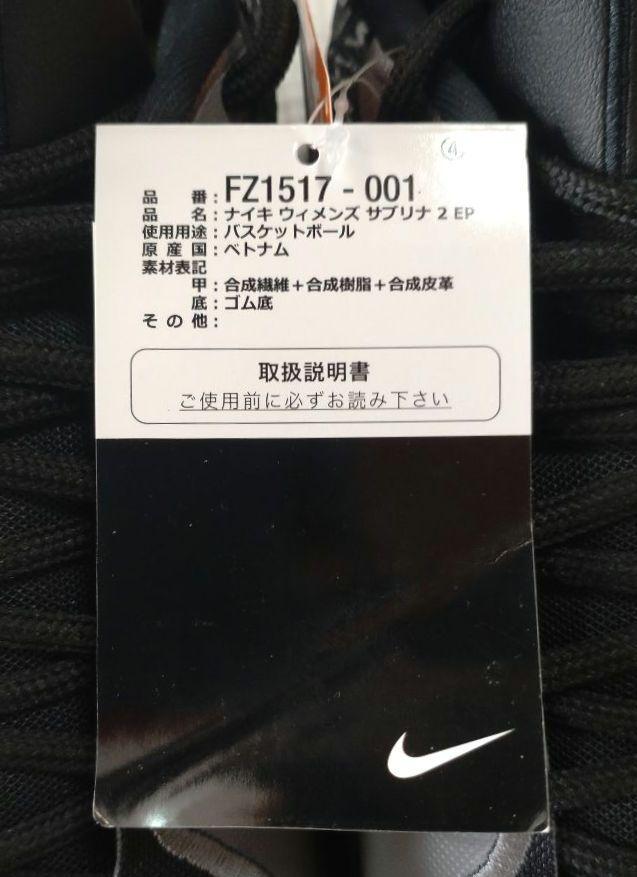 ④
品 番 : FZ1517 - 001
品 名 : ナイキ ウィメンズ サブリナ 2 EP
使用用途 : バスケットボール
原 産 国 : ベトナム
素材表記
甲 : 合成繊維＋合成樹脂＋合成皮革
底 : ゴム底
そ の 他 :
取扱説明書
ご使用前に必ずお読み下さい